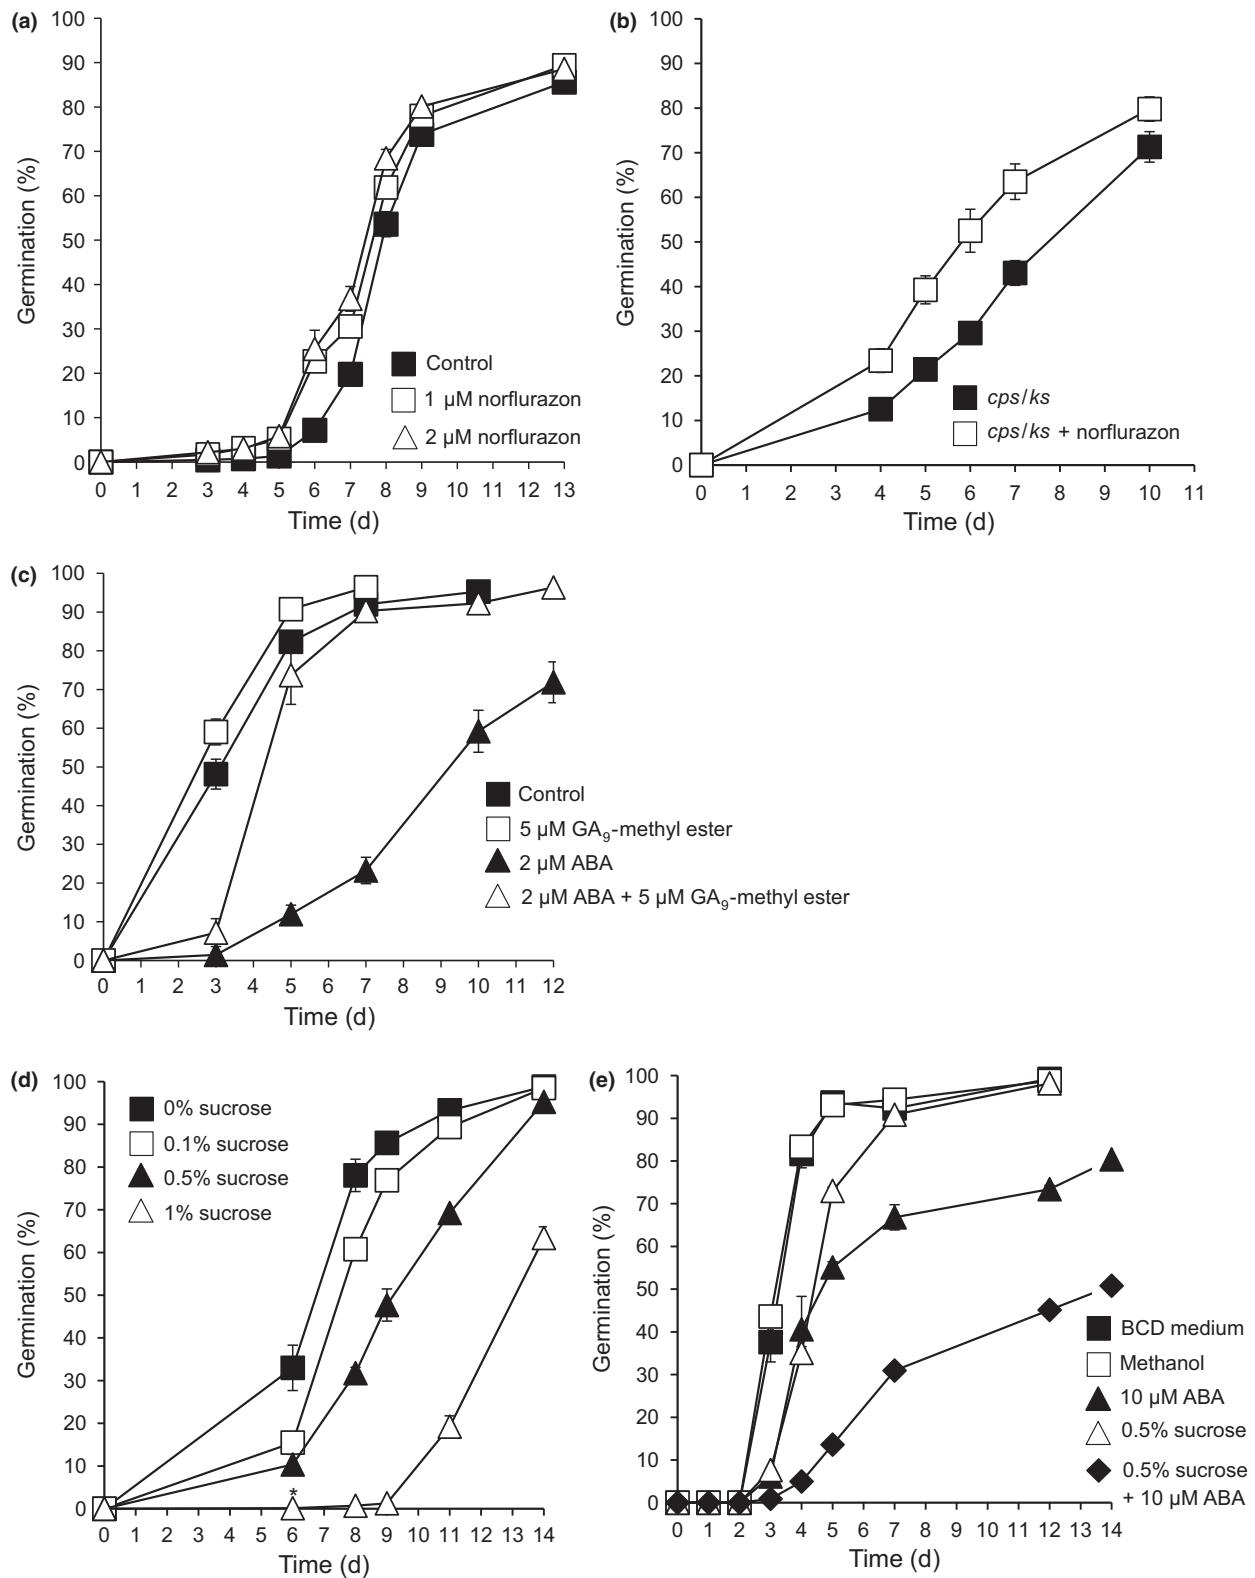 (a)
100
90
80
70
60
50
40
30
20
10
0
Germination (%)
0 1 2 3 4 5 6 7 8 9 10 11 12 13
Time (d)
Control
1 µM norflurazon
2 µM norflurazon
(b)
100
90
80
70
60
50
40
30
20
10
0
Germination (%)
0 1 2 3 4 5 6 7 8 9 10 11
Time (d)
cps/ks
cps/ks + norflurazon
(c)
100
90
80
70
60
50
40
30
20
10
0
Germination (%)
0 1 2 3 4 5 6 7 8 9 10 11 12
Time (d)
Control
5 µM GA₉-methyl ester
2 µM ABA
2 µM ABA + 5 µM GA₉-methyl ester
(d)
100
90
80
70
60
50
40
30
20
10
0
Germination (%)
0 1 2 3 4 5 6 7 8 9 10 11 12 13 14
Time (d)
0% sucrose
0.1% sucrose
0.5% sucrose
1% sucrose
*
(e)
100
90
80
70
60
50
40
30
20
10
0
Germination (%)
0 1 2 3 4 5 6 7 8 9 10 11 12 13 14
Time (d)
BCD medium
Methanol
10 µM ABA
0.5% sucrose
0.5% sucrose
+ 10 µM ABA